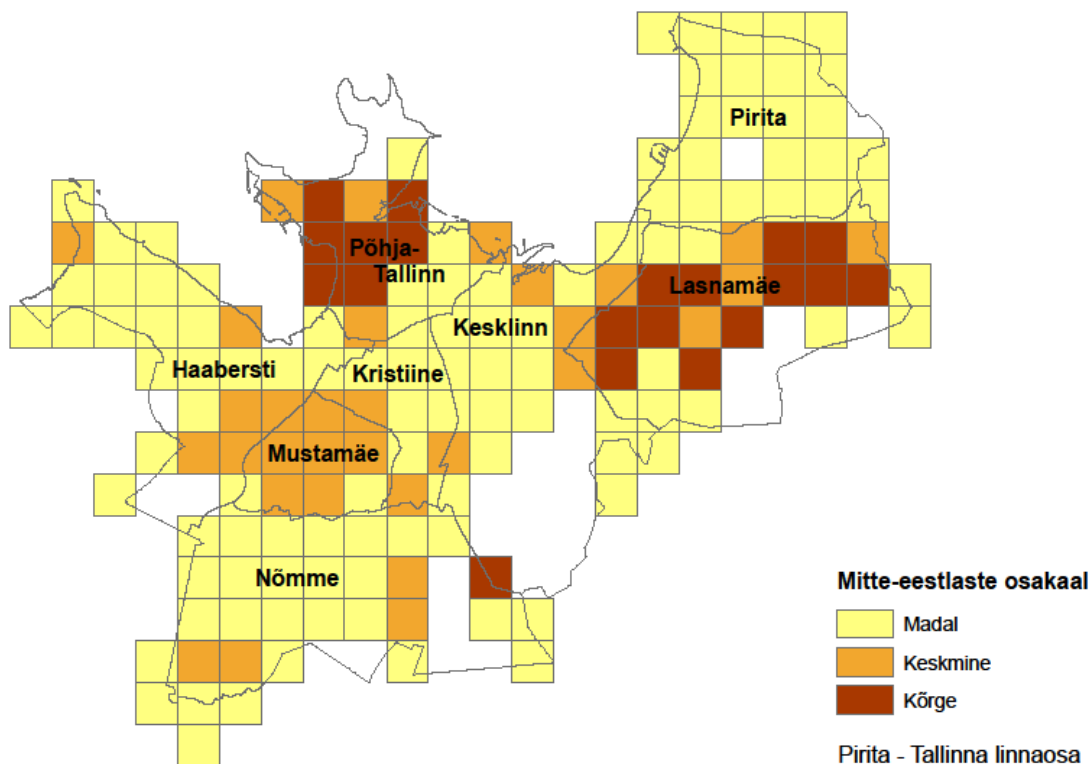 Pirita
Põhja-
Tallinn
Lasnamäe
Kesklinn
Haabersti
Kristiine
Mustamäe
Nõmme
Mitte-eestlaste osakaal
Madal
Keskmine
Kõrge
Pirita - Tallinna linnaosa